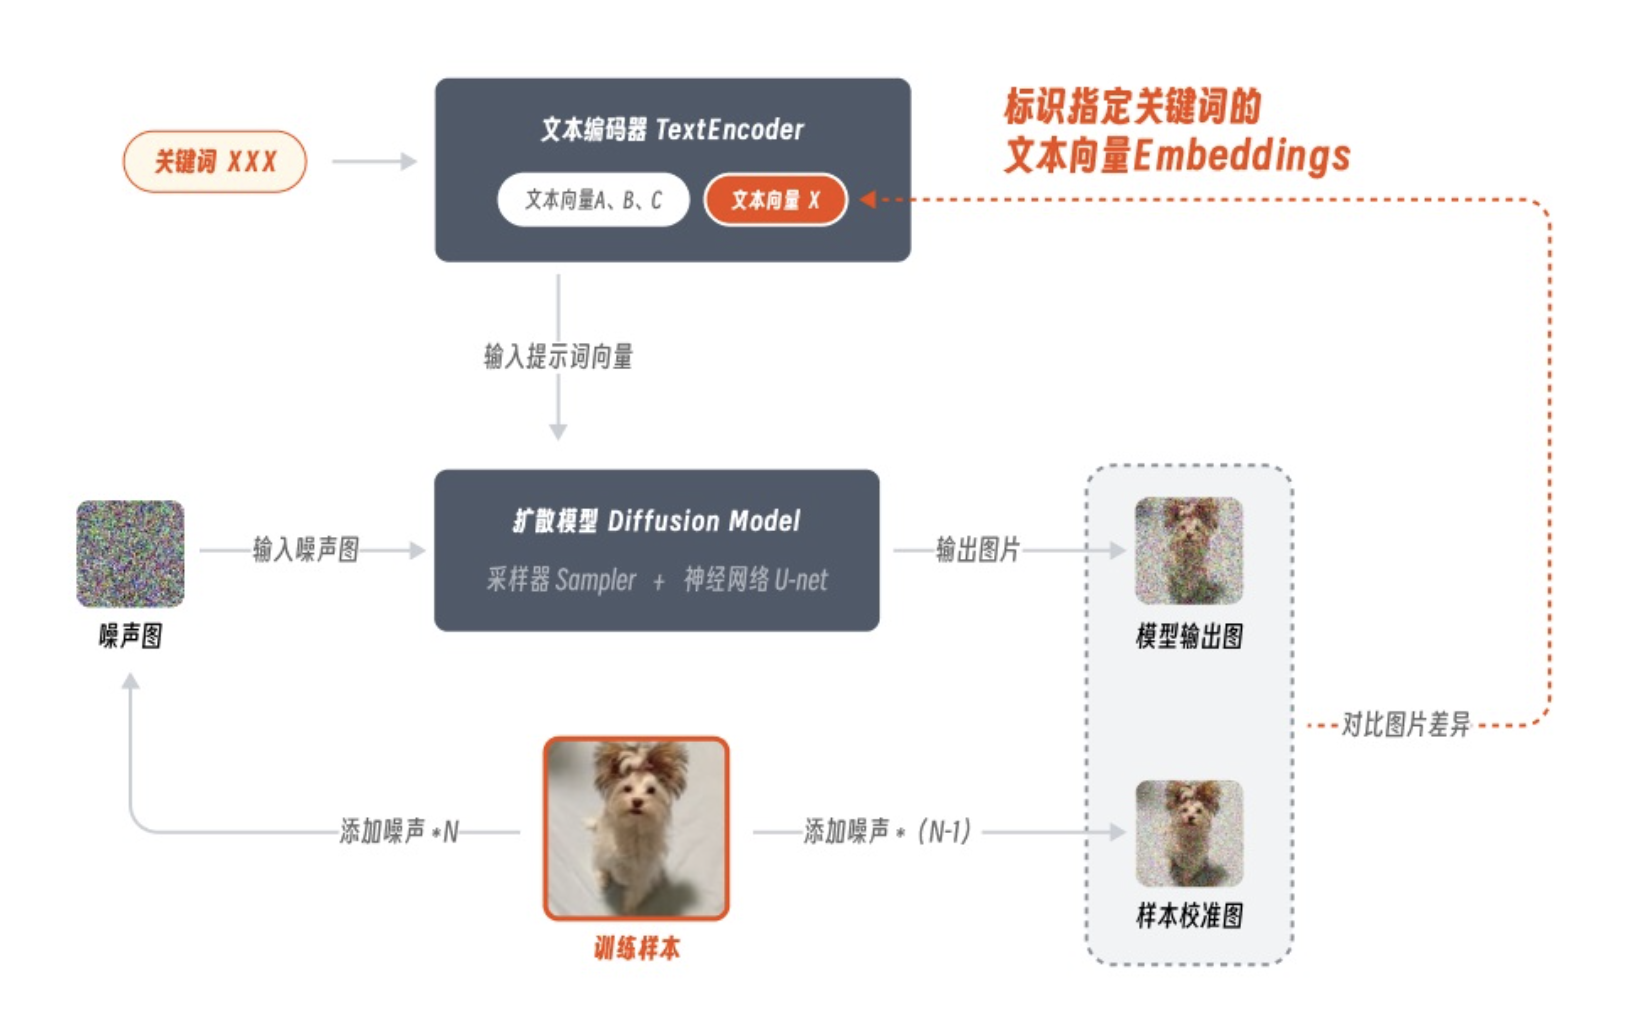 标识指定关键词的
文本向量Embeddings
文本编码器 TextEncoder
关键词 XXX
文本向量A、B、C
文本向量 X
输入提示词向量
扩散模型 Diffusion Model
采样器 Sampler + 神经网络 U-net
输入噪声图
输出图片
噪声图
模型输出图
对比图片差异
添加噪声 *N
添加噪声 *（N-1）
样本校准图
训练样本